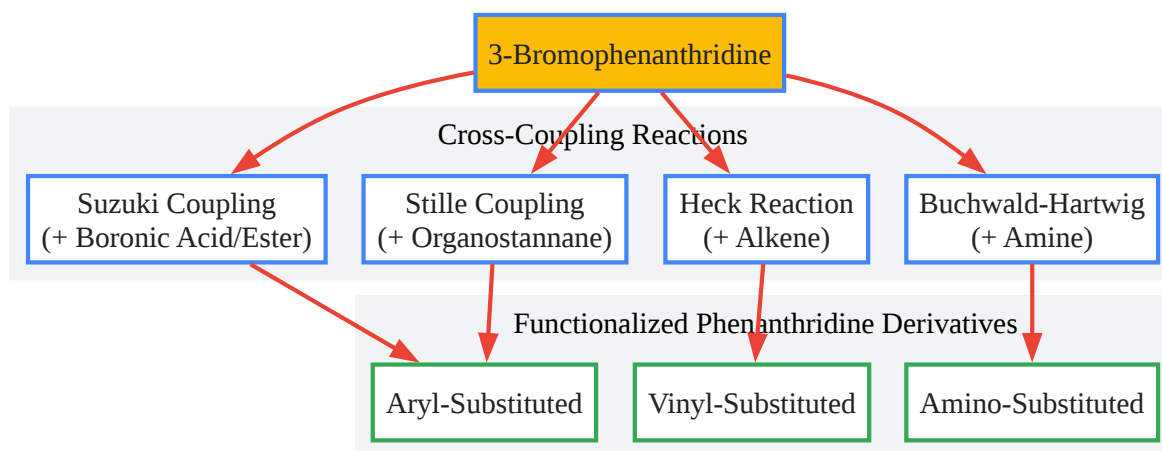 3-Bromophenanthridine
Cross-Coupling Reactions
Suzuki Coupling
(+ Boronic Acid/Ester)
Stille Coupling
(+ Organostannane)
Heck Reaction
(+ Alkene)
Buchwald-Hartwig
(+ Amine)
Functionalized Phenanthridine Derivatives
Aryl-Substituted
Vinyl-Substituted
Amino-Substituted